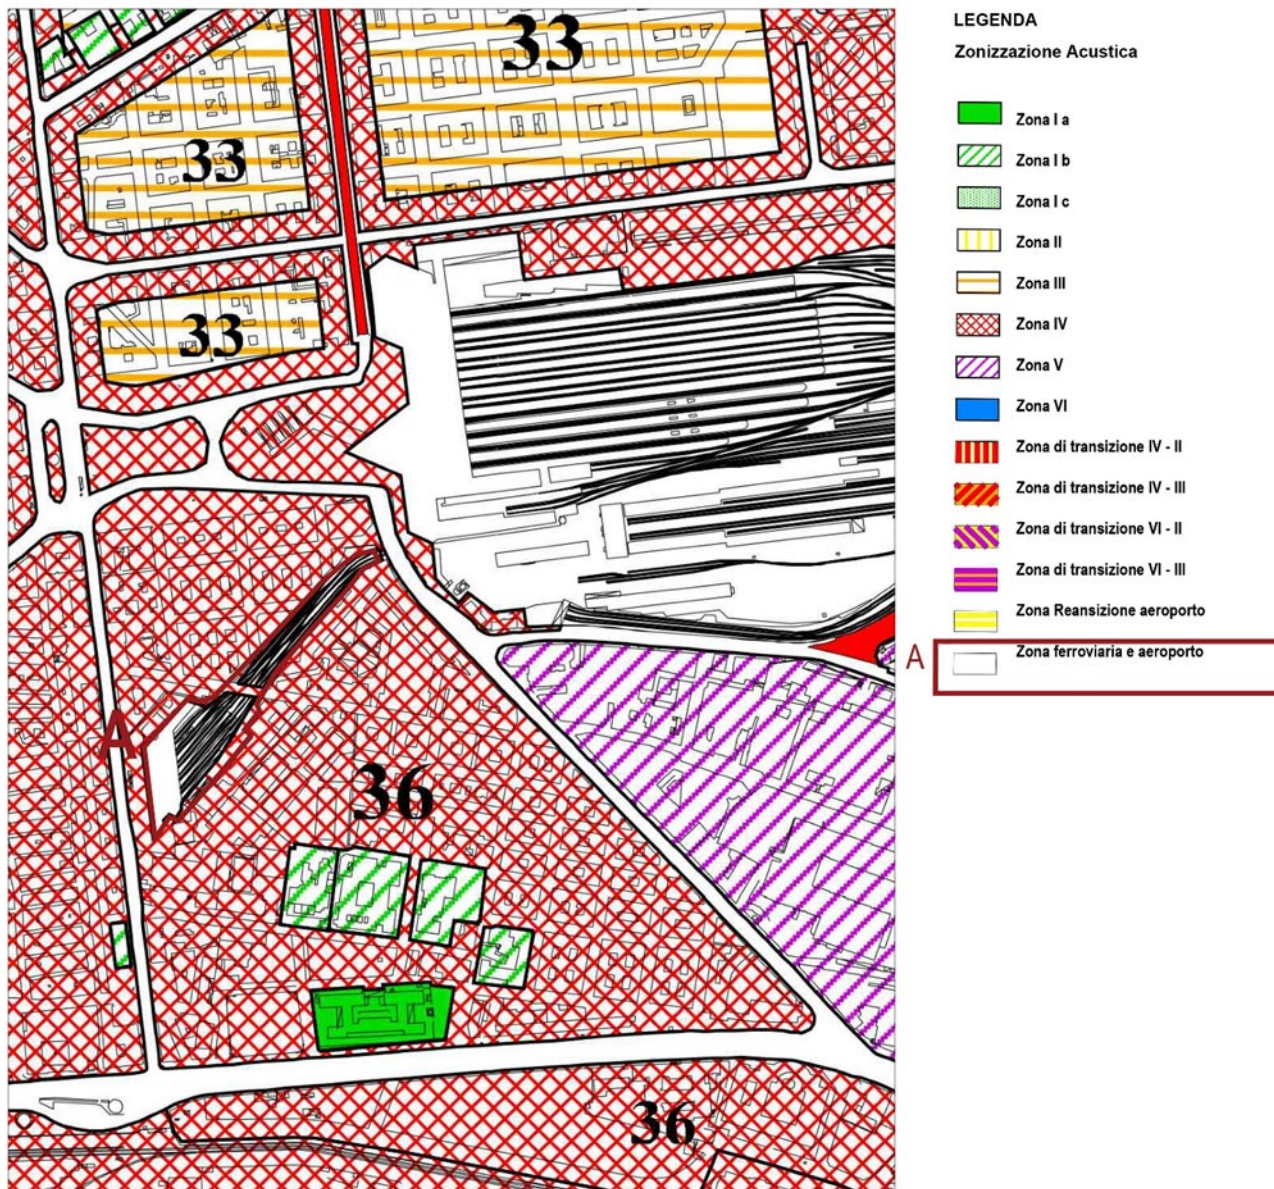 LEGENDA
Zonizzazione Acustica
Zona I a
Zona I b
Zona I c
Zona II
Zona III
Zona IV
Zona V
Zona VI
Zona di transizione IV - II
Zona di transizione IV - III
Zona di transizione VI - II
Zona di transizione VI - III
Zona Reansizione aeroporto
A
Zona ferroviaria e aeroporto
33
33
33
A
36
36